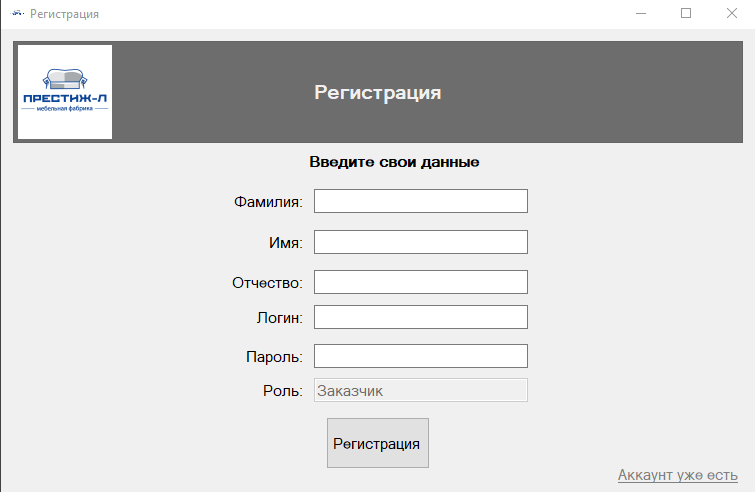 Регистрация
ПРЕСТИЖ-Л
мебельная фабрика
Регистрация
Введите свои данные
Фамилия:
Имя:
Отчество:
Логин:
Пароль:
Роль: Заказчик
Регистрация
Аккаунт уже есть